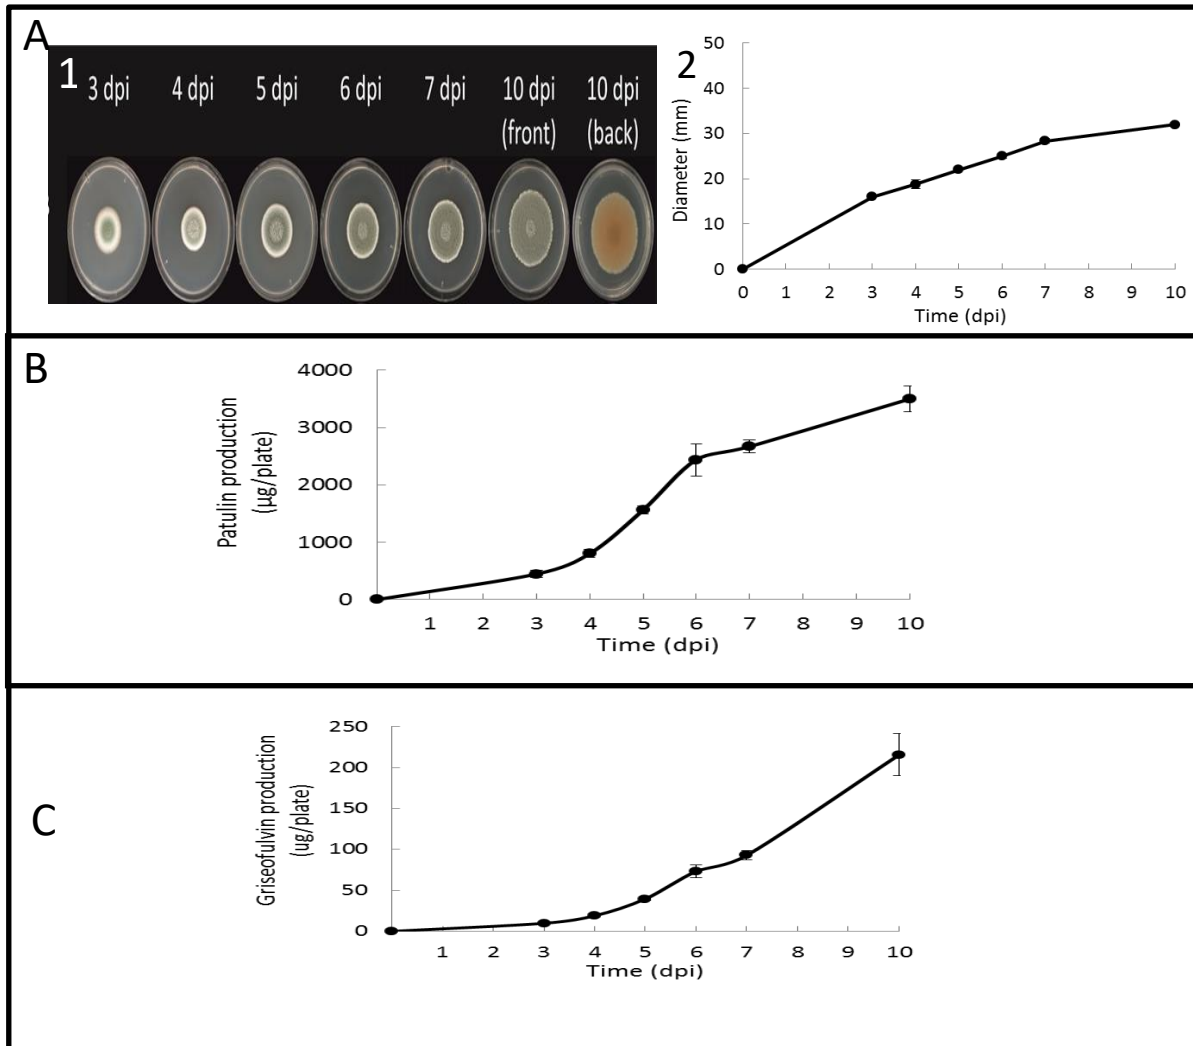 A
1
3 dpi 4 dpi 5 dpi 6 dpi 7 dpi 10 dpi 10 dpi
(front) (back)
2
50
40
30
20
10
0
Diameter (mm)
0 1 2 3 4 5 6 7 8 9 10
Time (dpi)
B
4000
3000
2000
1000
0
Patulin production
(µg/plate)
1 2 3 4 5 6 7 8 9 10
Time (dpi)
C
250
200
150
100
50
0
Griseofulvin production
(ug/plate)
1 2 3 4 5 6 7 8 9 10
Time (dpi)